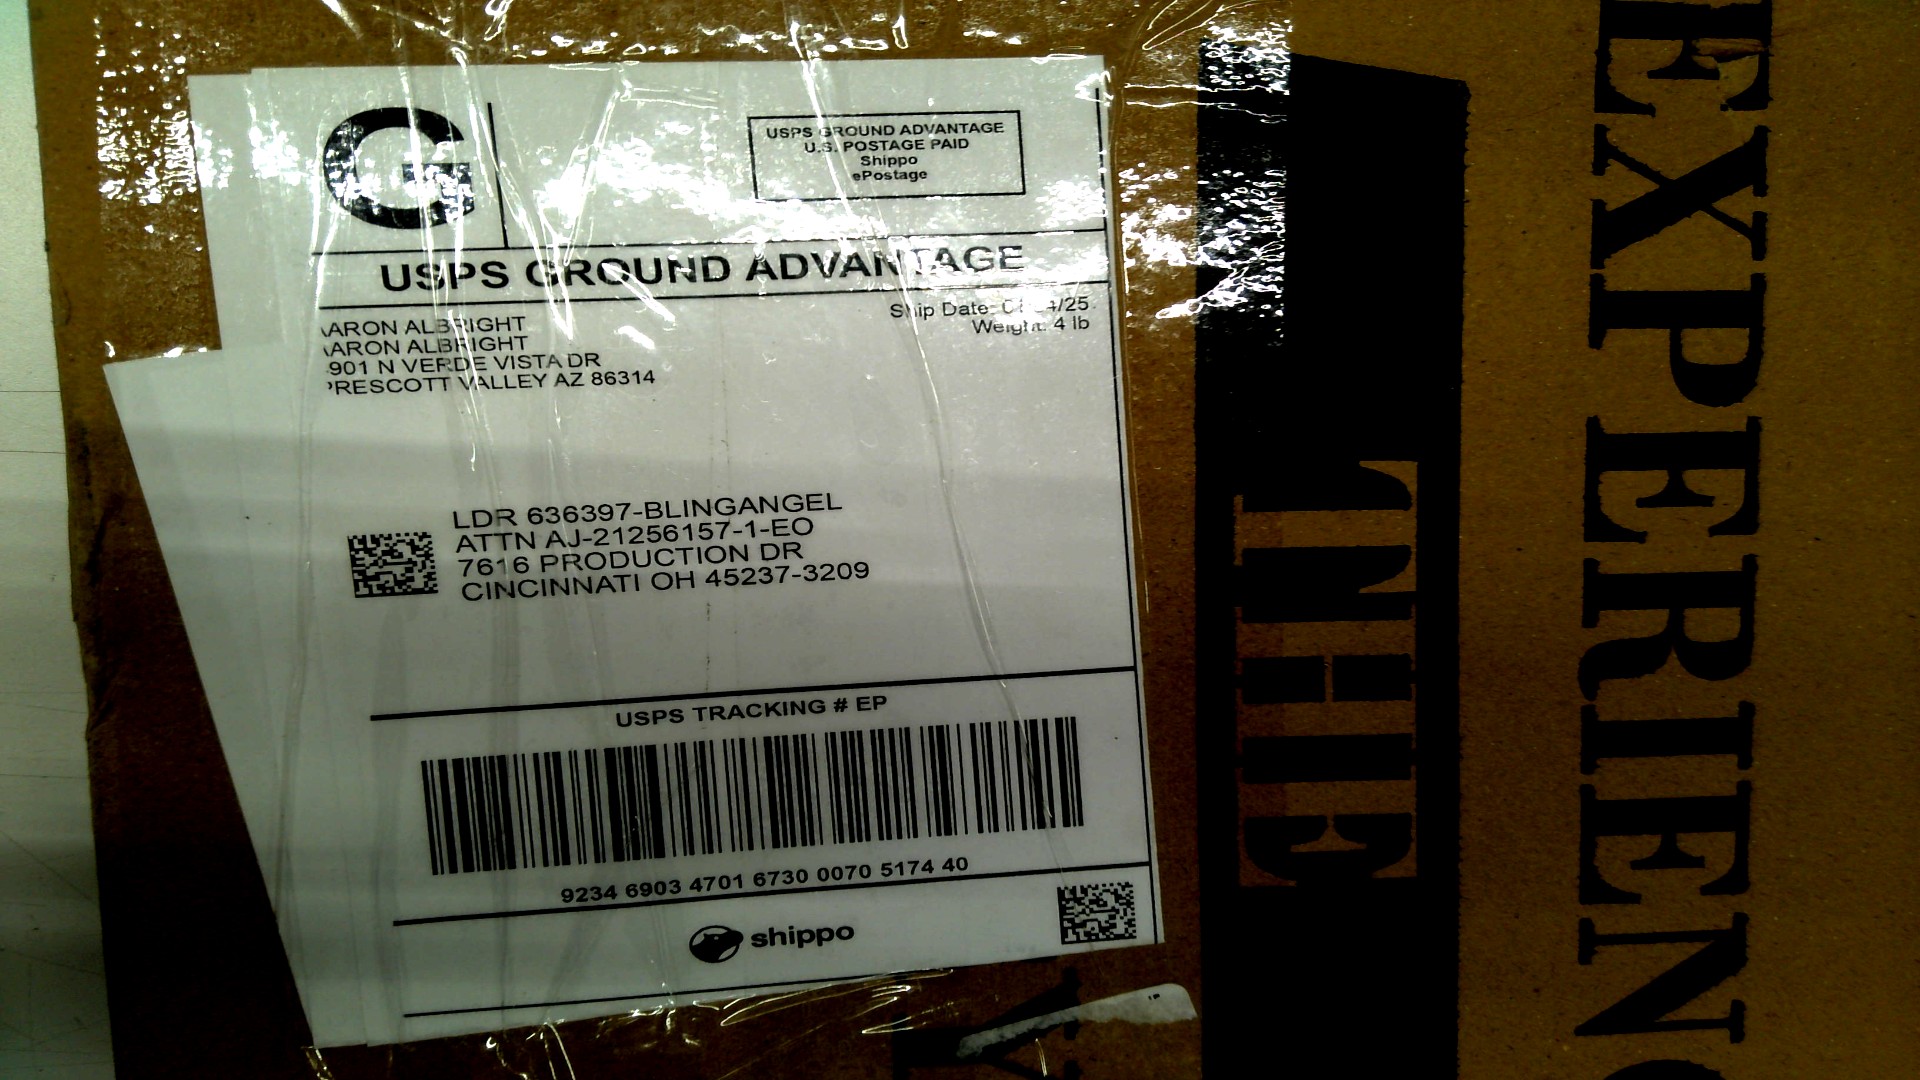 G
USPS GROUND ADVANTAGE
U.S. POSTAGE PAID
Shippo
ePostage
USPS GROUND ADVANTAGE
Ship Date:
Weight: 4 lb
AARON ALBRIGHT
AARON ALBRIGHT
901 N VERDE VISTA DR
PRESCOTT VALLEY AZ 86314
LDR 636397-BLINGANGEL
ATTN AJ-21256157-1-EO
7616 PRODUCTION DR
CINCINNATI OH 45237-3209
USPS TRACKING # EP
9234 6903 4701 6730 0070 5174 40
shippo
THE
EXPERIENC